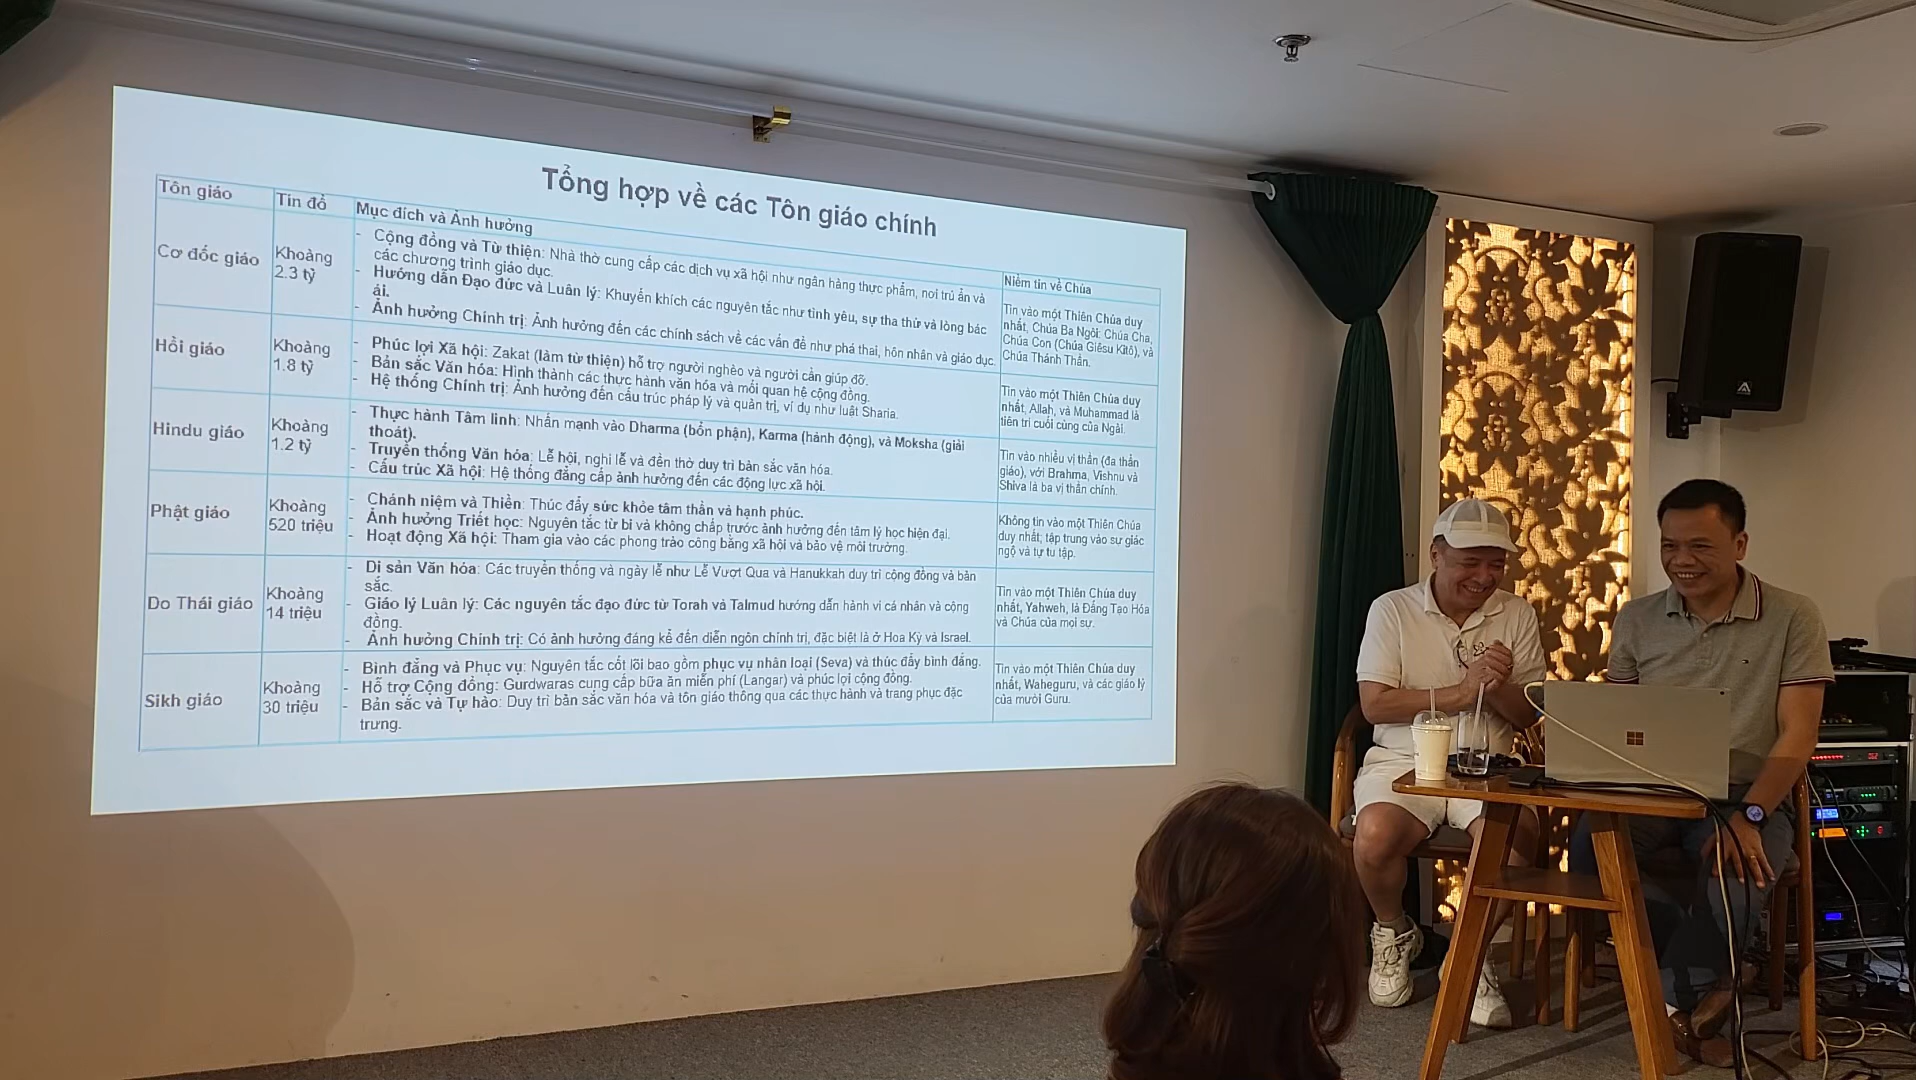 Tổng hợp về các Tôn giáo chính
Tôn giáo
Tín đồ
Mục đích và Ảnh hưởng
Niềm tin về Chúa
Cơ đốc giáo
Khoảng
2.3 tỷ
- Cộng đồng và Từ thiện: Nhà thờ cung cấp các dịch vụ xã hội như ngân hàng thực phẩm, nơi trú ẩn và
các chương trình giáo dục.
- Hướng dẫn Đạo đức và Luân lý: Khuyến khích các nguyên tắc như tình yêu, sự tha thứ và lòng bác
ái.
- Ảnh hưởng Chính trị: Ảnh hưởng đến các chính sách về các vấn đề như phá thai, hôn nhân và giáo dục.
Tin vào một Thiên Chúa duy
nhất, Chúa Ba Ngôi: Chúa Cha,
Chúa Con (Chúa Giêsu Kitô), và
Chúa Thánh Thần.
Hồi giáo
Khoảng
1.8 tỷ
- Phúc lợi Xã hội: Zakat (làm từ thiện) hỗ trợ người nghèo và người cần giúp đỡ.
- Bản sắc Văn hóa: Hình thành các thực hành văn hóa và mối quan hệ cộng đồng.
- Hệ thống Chính trị: Ảnh hưởng đến cấu trúc pháp lý và quản trị, ví dụ như luật Sharia.
Tin vào một Thiên Chúa duy
nhất, Allah, và Muhammad là
tiên tri cuối cùng của Ngài.
Hindu giáo
Khoảng
1.2 tỷ
- Thực hành Tâm linh: Nhấn mạnh vào Dharma (bổn phận), Karma (hành động), và Moksha (giải
thoát).
- Truyền thống Văn hóa: Lễ hội, nghi lễ và đền thờ duy trì bản sắc văn hóa.
- Cấu trúc Xã hội: Hệ thống đẳng cấp ảnh hưởng đến các động lực xã hội.
Tin vào nhiều vị thần (đa thần
giáo), với Brahma, Vishnu và
Shiva là ba vị thần chính.
Phật giáo
Khoảng
520 triệu
- Chánh niệm và Thiền: Thúc đẩy sức khỏe tâm thần và hạnh phúc.
- Ảnh hưởng Triết học: Nguyên tắc từ bi và không chấp trước ảnh hưởng đến tâm lý học hiện đại.
- Hoạt động Xã hội: Tham gia vào các phong trào công bằng xã hội và bảo vệ môi trường.
Không tin vào một Thiên Chúa
duy nhất; tập trung vào sự giác
ngộ và tự tu tập.
Do Thái giáo
Khoảng
14 triệu
- Di sản Văn hóa: Các truyền thống và ngày lễ như Lễ Vượt Qua và Hanukkah duy trì cộng đồng và bản
sắc.
- Giáo lý Luân lý: Các nguyên tắc đạo đức từ Torah và Talmud hướng dẫn hành vi cá nhân và cộng
đồng.
- Ảnh hưởng Chính trị: Có ảnh hưởng đáng kể đến diễn ngôn chính trị, đặc biệt là ở Hoa Kỳ và Israel.
Tin vào một Thiên Chúa duy
nhất, Yahweh, là Đấng Tạo Hóa
và Chúa của mọi sự.
Sikh giáo
Khoảng
30 triệu
- Bình đẳng và Phục vụ: Nguyên tắc cốt lõi bao gồm phục vụ nhân loại (Seva) và thúc đẩy bình đẳng.
- Hỗ trợ Cộng đồng: Gurdwaras cung cấp bữa ăn miễn phí (Langar) và phúc lợi cộng đồng.
- Bản sắc và Tự hào: Duy trì bản sắc văn hóa và tôn giáo thông qua các thực hành và trang phục đặc
trưng.
Tin vào một Thiên Chúa duy
nhất, Waheguru, và các giáo lý
của mười Guru.